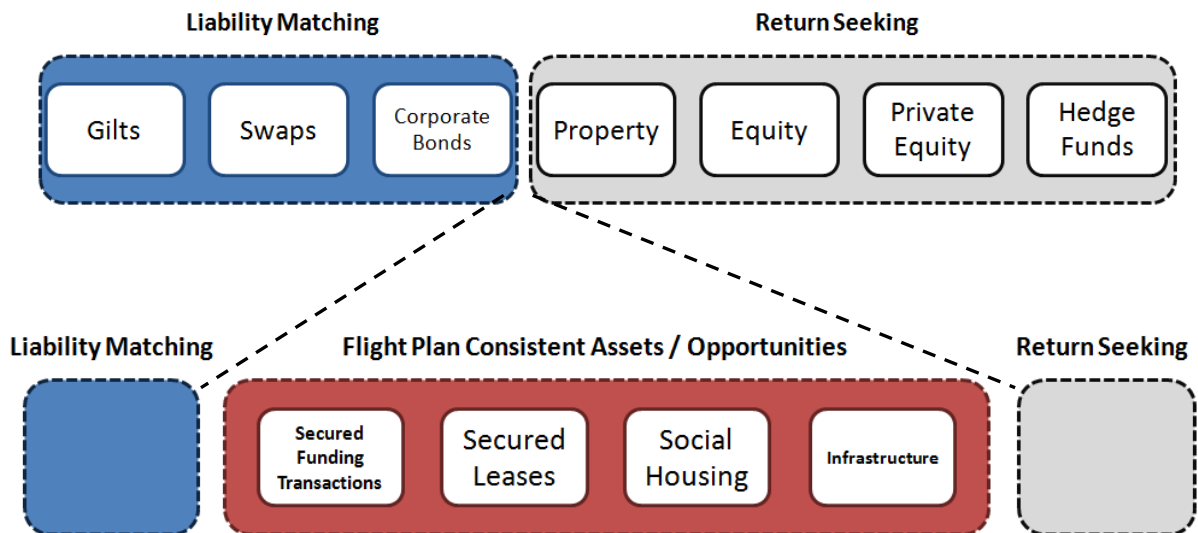 Liability Matching
Return Seeking
Gilts
Swaps
Corporate
Bonds
Property
Equity
Private
Equity
Hedge
Funds
Liability Matching
Flight Plan Consistent Assets / Opportunities
Return Seeking
Secured
Funding
Transactions
Secured
Leases
Social
Housing
Infrastructure